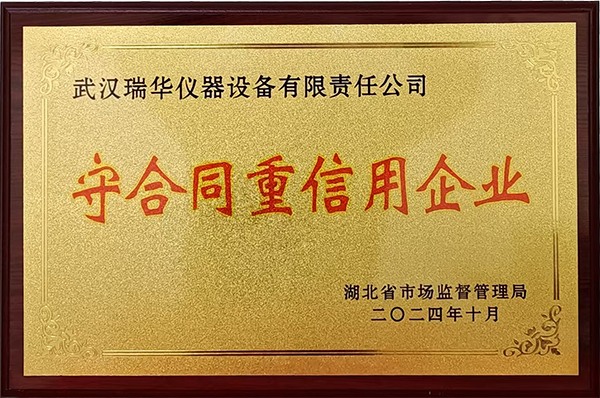 武汉瑞华仪器设备有限责任公司
守合同重信用企业
湖北省市场监督管理局
二〇二四年十月